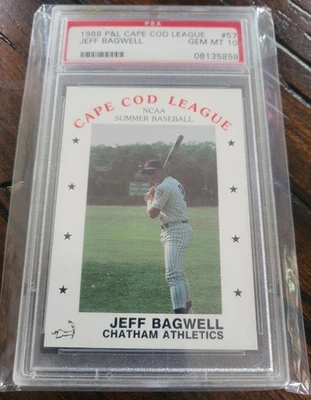 PSA
1988 P&L CAPE COD LEAGUE #57
JEFF BAGWELL GEM MT 10
08135858
CAPE COD LEAGUE
NCAA
SUMMER BASEBALL
JEFF BAGWELL
CHATHAM ATHLETICS